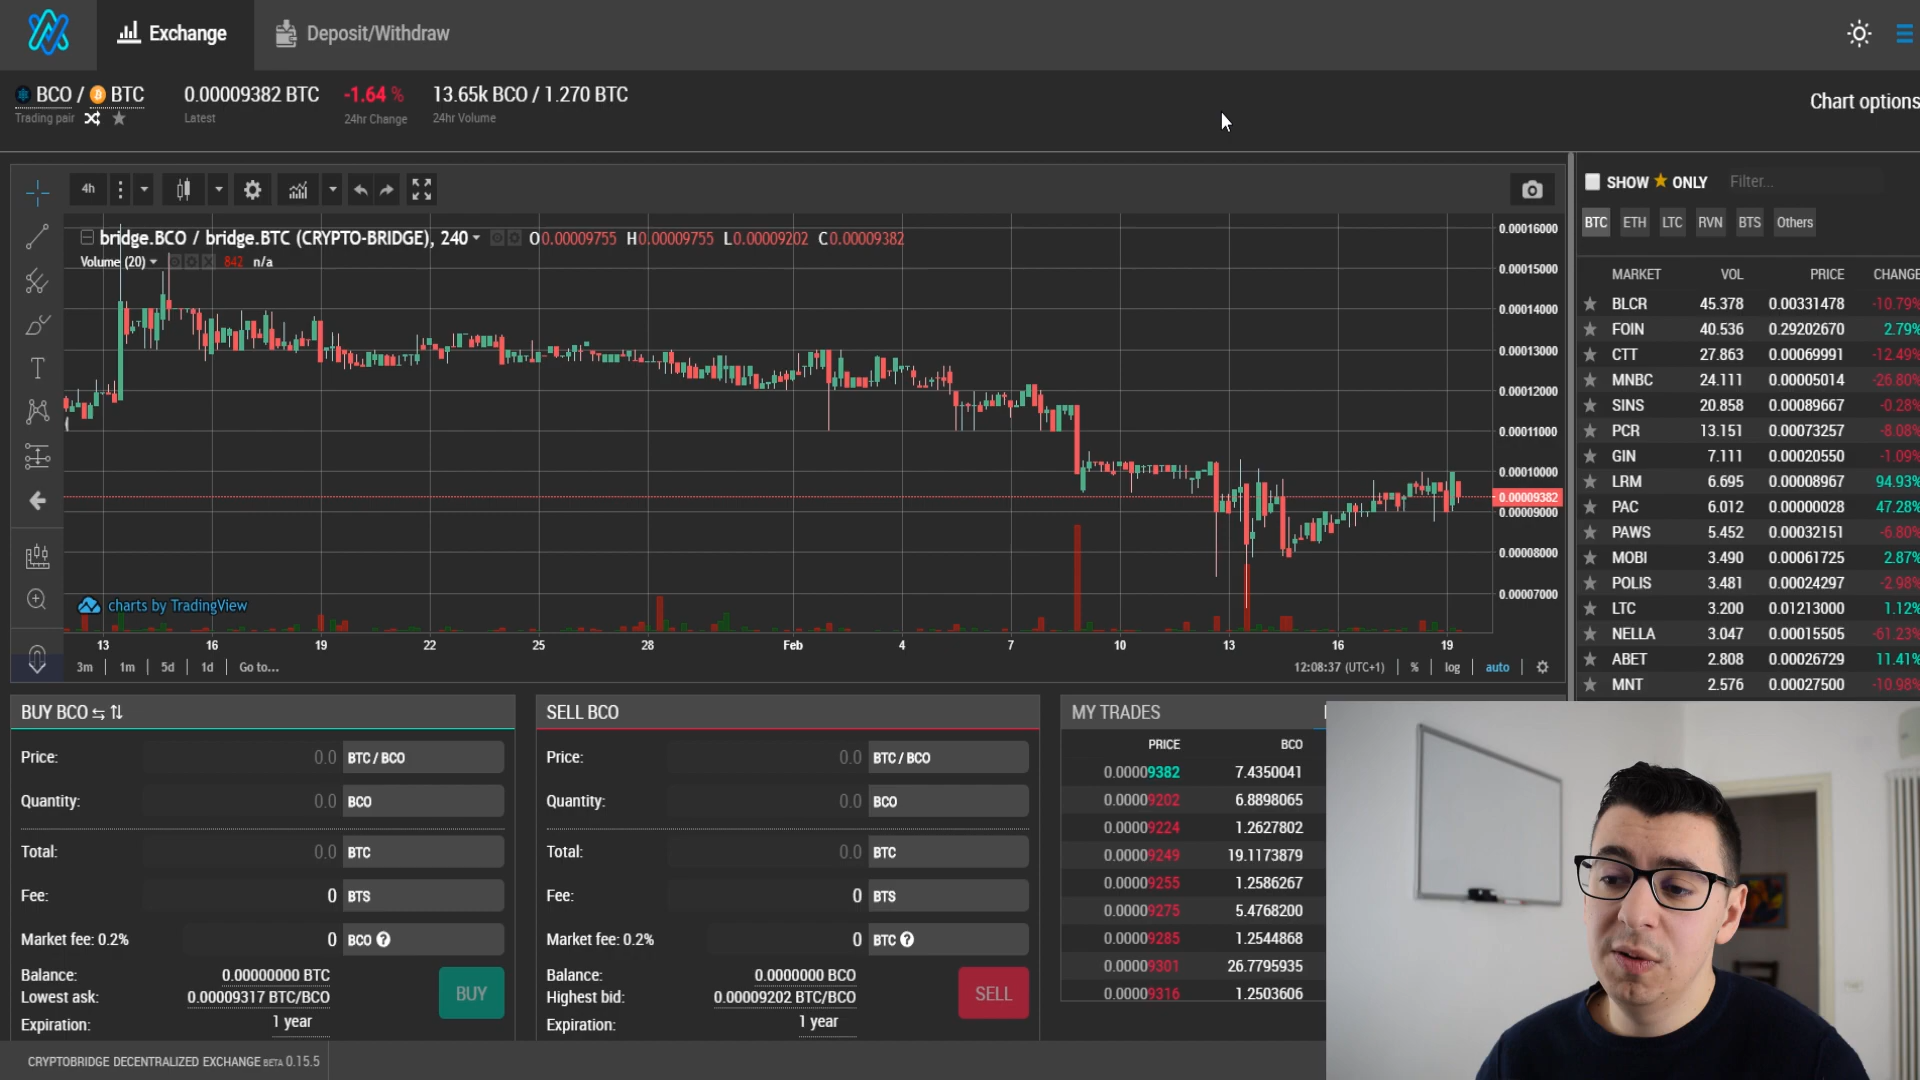 Exchange
Deposit/Withdraw
BCO / BTC
Trading pair
0.00009382 BTC
Latest
-1.64 %
24hr Change
13.65k BCO / 1.270 BTC
24hr Volume
Chart options
4h
bridge.BCO / bridge.BTC (CRYPTO-BRIDGE), 240
O0.00009755 H0.00009755 L0.00009202 C0.00009382
Volume (20) 842 n/a
0.00016000
0.00015000
0.00014000
0.00013000
0.00012000
0.00011000
0.00010000
0.00009382
0.00009000
0.00008000
0.00007000
charts by TradingView
13 16 19 22 25 28 Feb 4 7 10 13 16 19
3m 1m 5d 1d Go to...
12:08:37 (UTC+1) % log auto
SHOW ★ ONLY Filter...
BTC ETH LTC RVN BTS Others
MARKET VOL PRICE CHANGE
BLCR 45.378 0.00331478 -10.79%
FOIN 40.536 0.29202670 2.79%
CTT 27.863 0.00069991 -12.49%
MNBC 24.111 0.00005014 -26.80%
SINS 20.858 0.00089667 -0.28%
PCR 13.151 0.00073257 -8.08%
GIN 7.111 0.00020550 -1.09%
LRM 6.695 0.00008967 94.93%
PAC 6.012 0.00000028 47.28%
PAWS 5.452 0.00032151 -6.80%
MOBI 3.490 0.00061725 2.87%
POLIS 3.481 0.00024297 -2.98%
LTC 3.200 0.01213000 1.12%
NELLA 3.047 0.00015505 -61.23%
ABET 2.808 0.00026729 11.41%
MNT 2.576 0.00027500 -10.98%
BUY BCO
Price: 0.0 BTC / BCO
Quantity: 0.0 BCO
Total: 0.0 BTC
Fee: 0 BTS
Market fee: 0.2% 0 BCO
Balance: 0.00000000 BTC
Lowest ask: 0.00009317 BTC/BCO
Expiration: 1 year
BUY
SELL BCO
Price: 0.0 BTC / BCO
Quantity: 0.0 BCO
Total: 0.0 BTC
Fee: 0 BTS
Market fee: 0.2% 0 BTC
Balance: 0.0000000 BCO
Highest bid: 0.00009202 BTC/BCO
Expiration: 1 year
SELL
MY TRADES
PRICE BCO
0.00009382 7.4350041
0.00009202 6.8898065
0.00009224 1.2627802
0.00009249 19.1173879
0.00009255 1.2586267
0.00009275 5.4768200
0.00009285 1.2544868
0.00009301 26.7795935
0.00009316 1.2503606
CRYPTOBRIDGE DECENTRALIZED EXCHANGE BETA 0.15.5